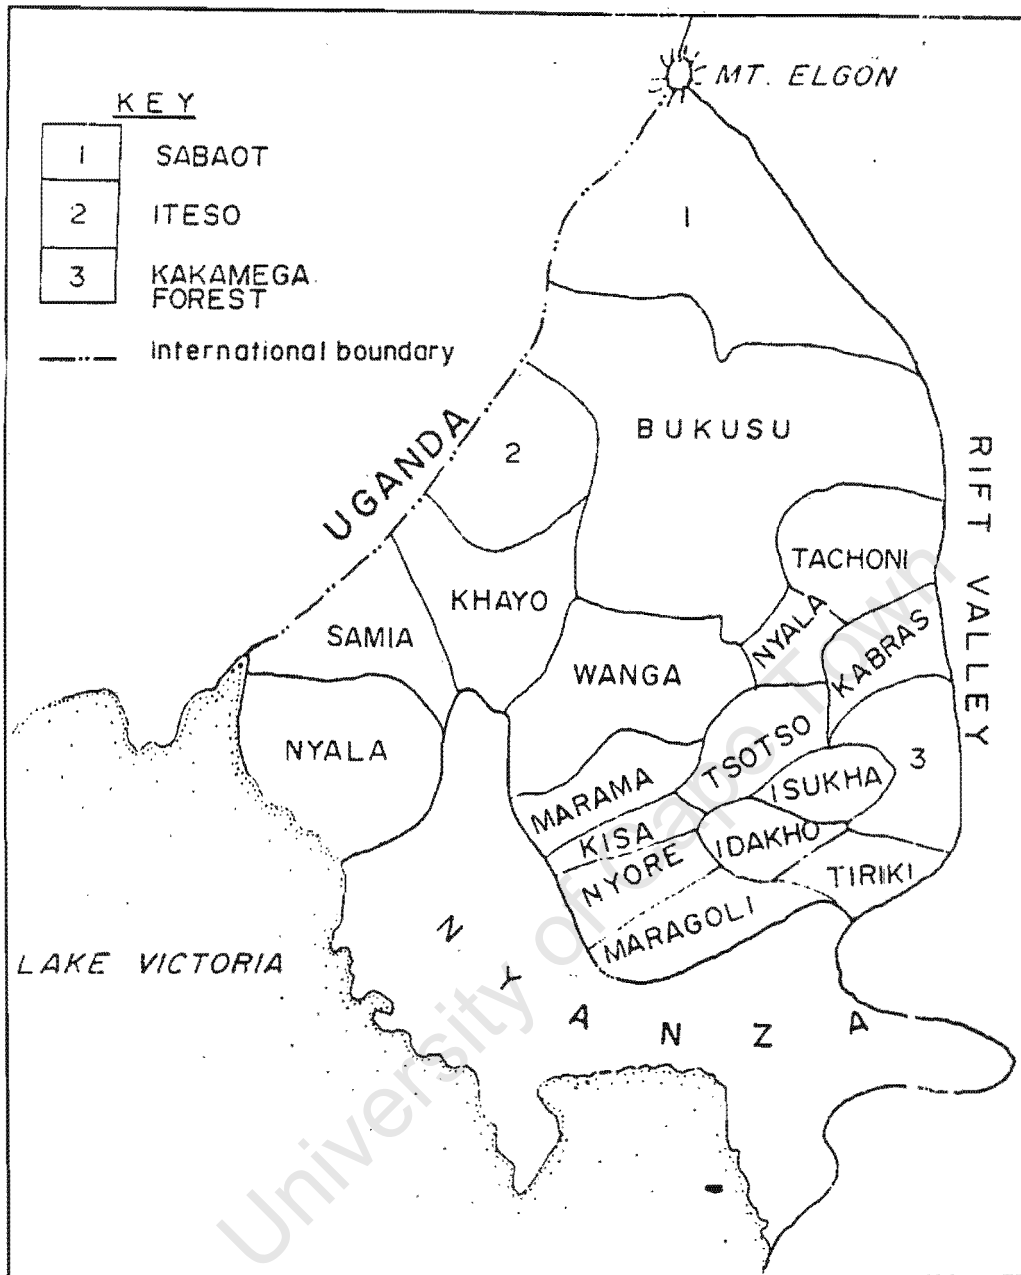 MT. ELGON
KEY
1 SABAOT
2 ITESO
3 KAKAMEGA
FOREST
International boundary
1
UGANDA
2
BUKUSU
RIFT VALLEY
TACHONI
KHAYO
NYALA
SAMIA
KABRAS
WANGA
NYALA
TSOTSO
3
ISUKHA
MARAMA
KISA
IDAKHO
NYORE
TIRIKI
MARAGOLI
LAKE VICTORIA
NYANZA
University of Cape Town